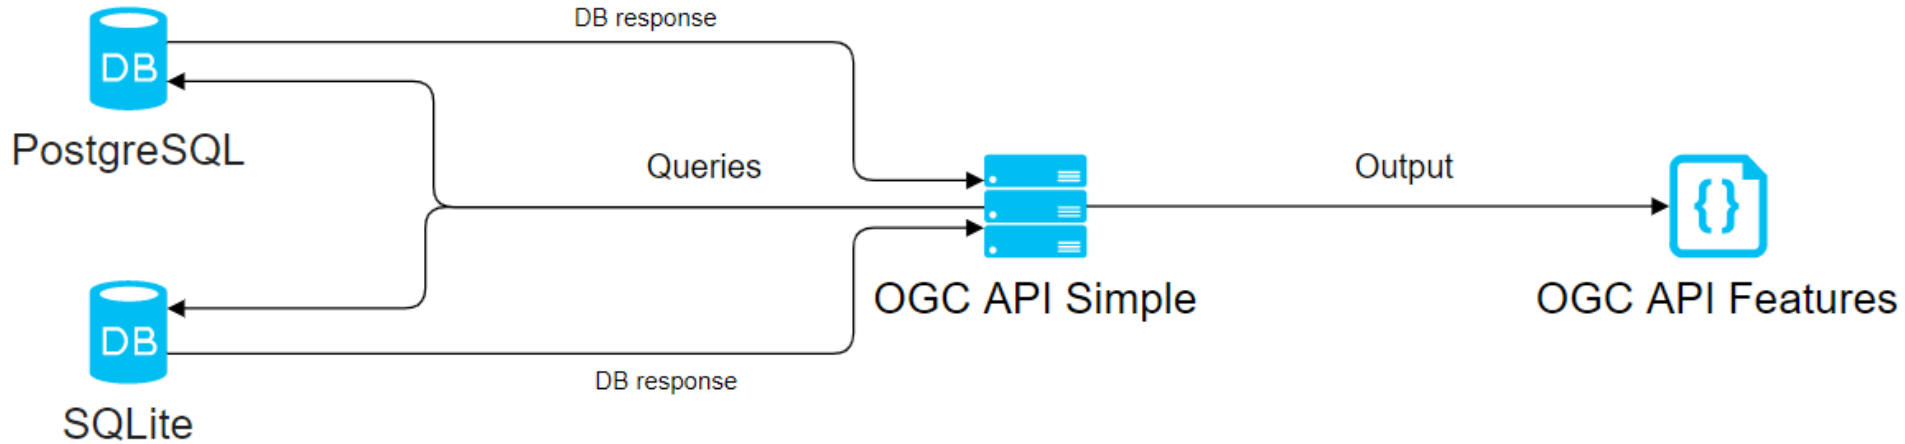 DB response
DB
PostgreSQL
Queries
Output
{}
OGC API Simple
OGC API Features
DB
DB response
SQLite